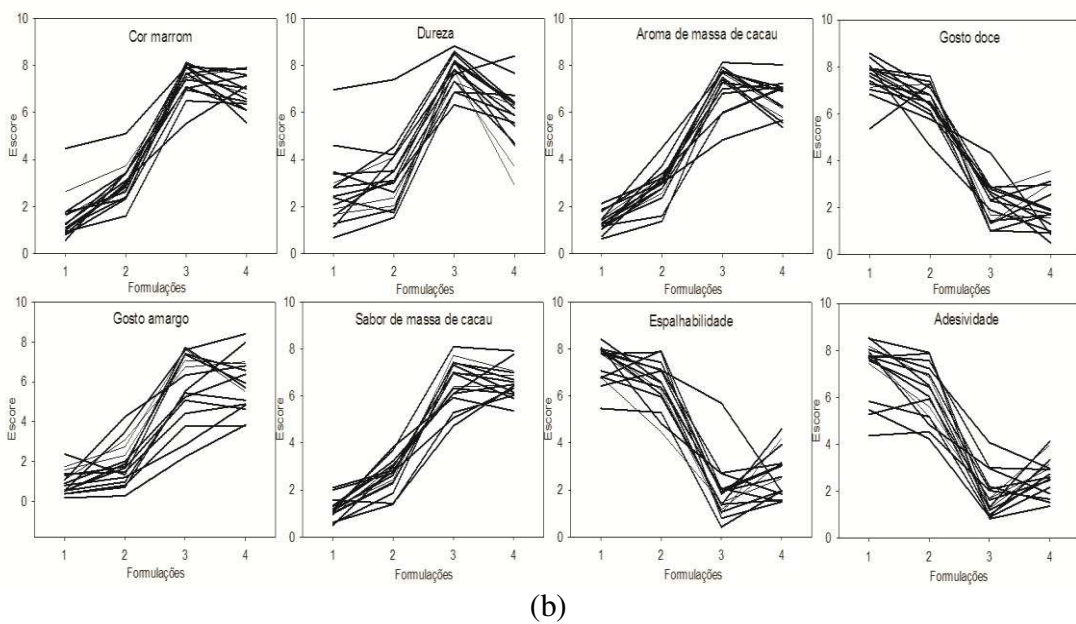 Cor marrom
Escore
10
8
6
4
2
0
1 2 3 4
Formulações
Dureza
Escore
10
8
6
4
2
0
1 2 3 4
Formulações
Aroma de massa de cacau
Escore
10
8
6
4
2
0
1 2 3 4
Formulações
Gosto doce
Escore
10
8
6
4
2
0
1 2 3 4
Formulações
Gosto amargo
Escore
10
8
6
4
2
0
1 2 3 4
Formulações
Sabor de massa de cacau
Escore
10
8
6
4
2
0
1 2 3 4
Formulações
Espalhabilidade
Escore
10
8
6
4
2
0
1 2 3 4
Formulações
Adesividade
Escore
10
8
6
4
2
0
1 2 3 4
Formulações
(b)